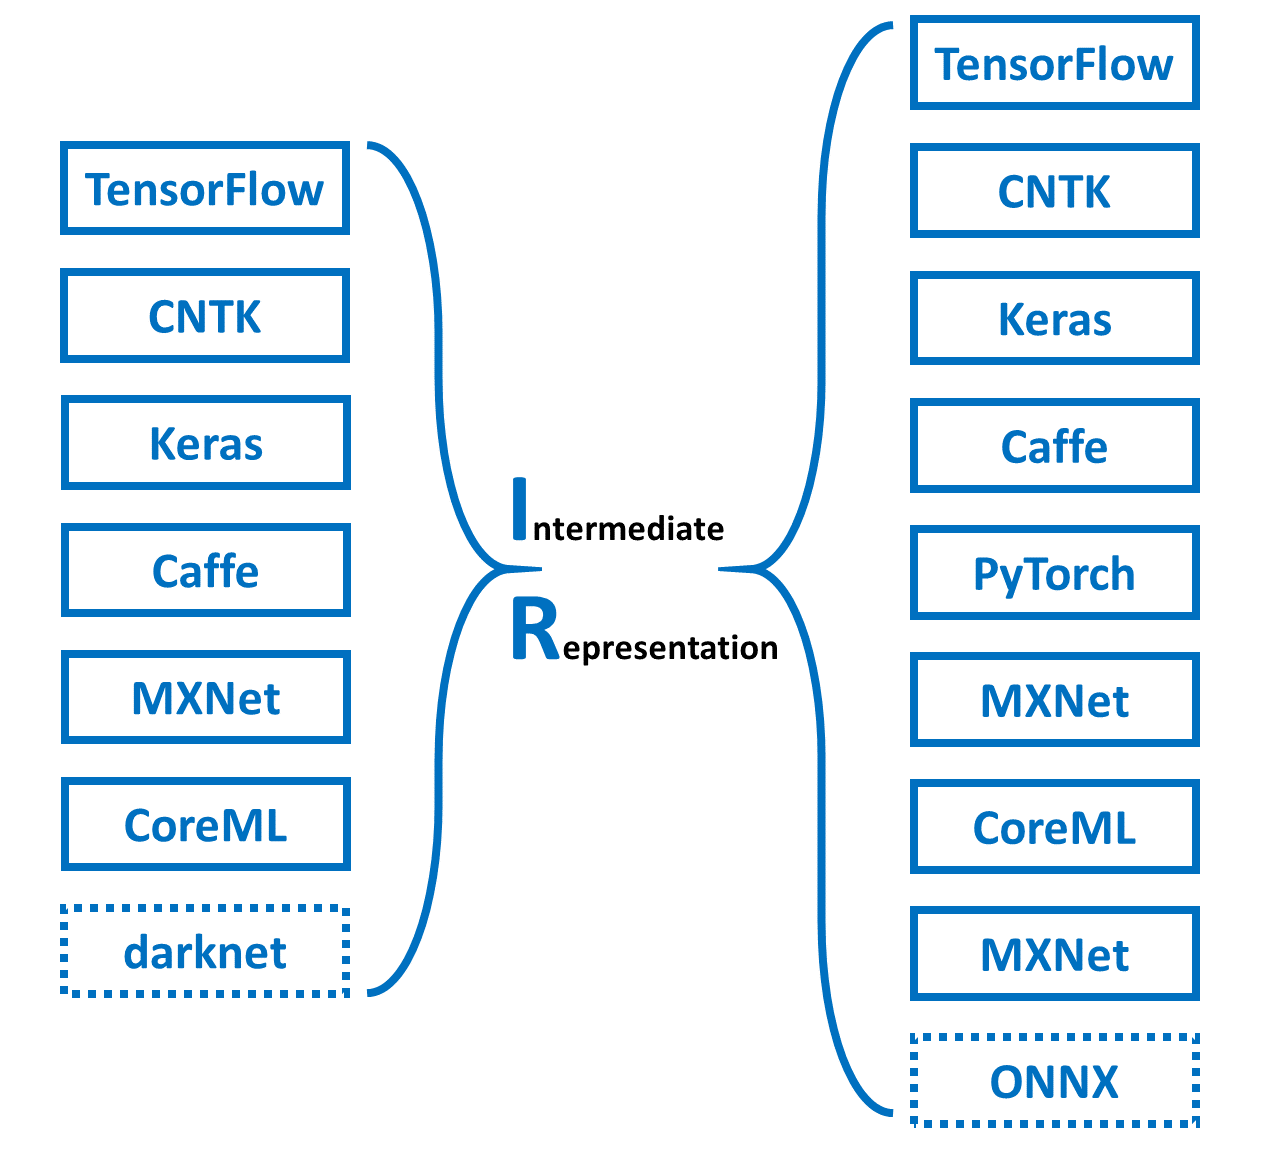 TensorFlow
CNTK
Keras
Caffe
MXNet
CoreML
darknet
Intermediate
Representation
TensorFlow
CNTK
Keras
Caffe
PyTorch
MXNet
CoreML
MXNet
ONNX